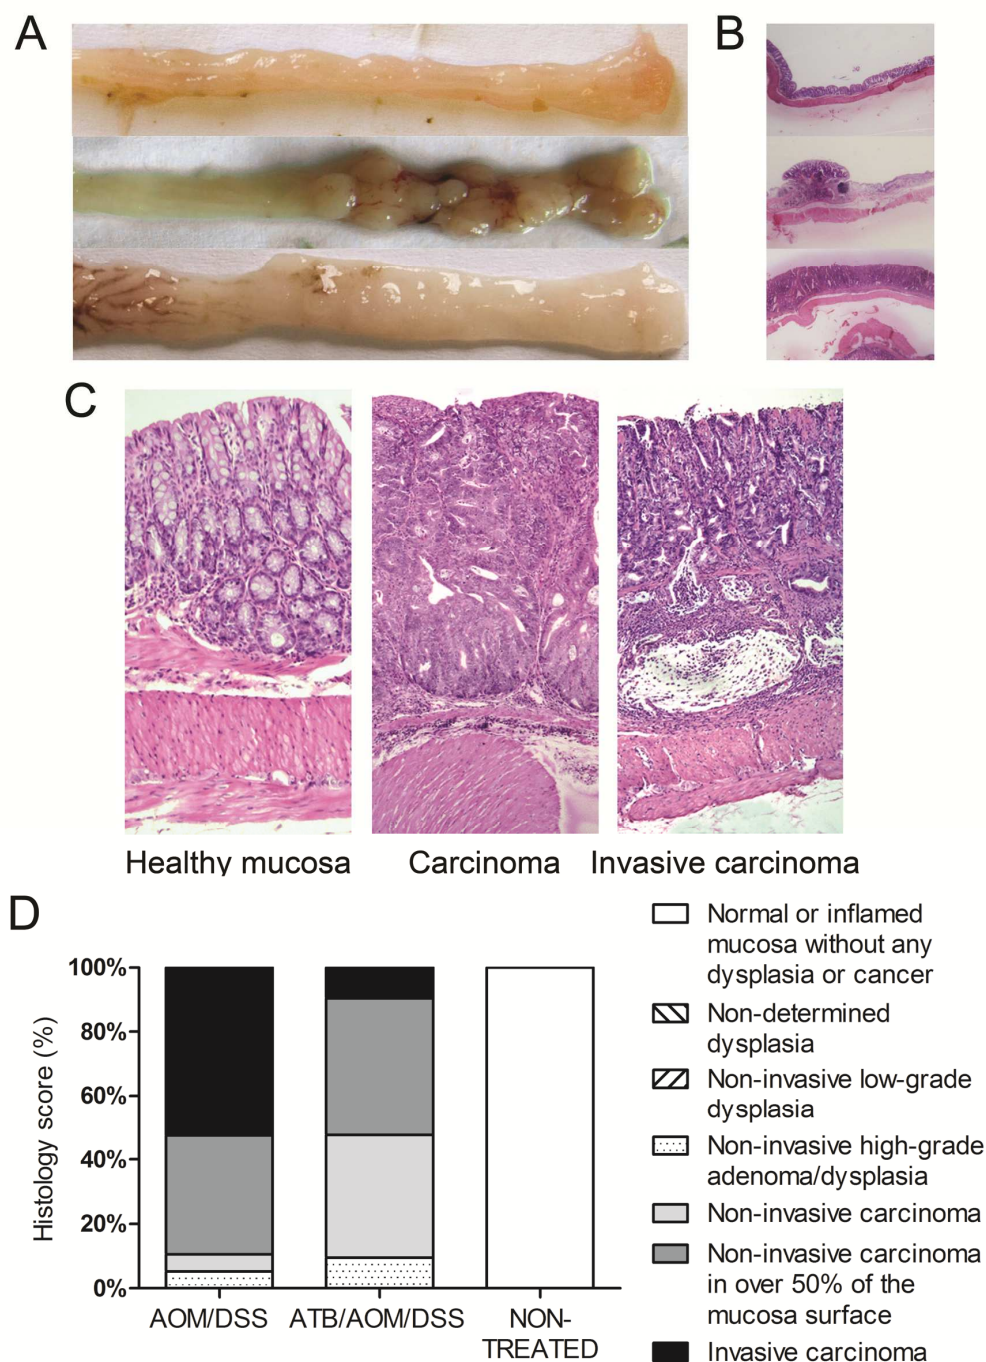 A
B
C
Healthy mucosa
Carcinoma
Invasive carcinoma
D
Histology score (%)
100%
80%
60%
40%
20%
0%
AOM/DSS
ATB/AOM/DSS
NON-
TREATED
Normal or inflamed
mucosa without any
dysplasia or cancer
Non-determined
dysplasia
Non-invasive low-grade
dysplasia
Non-invasive high-grade
adenoma/dysplasia
Non-invasive carcinoma
Non-invasive carcinoma
in over 50% of the
mucosa surface
Invasive carcinoma